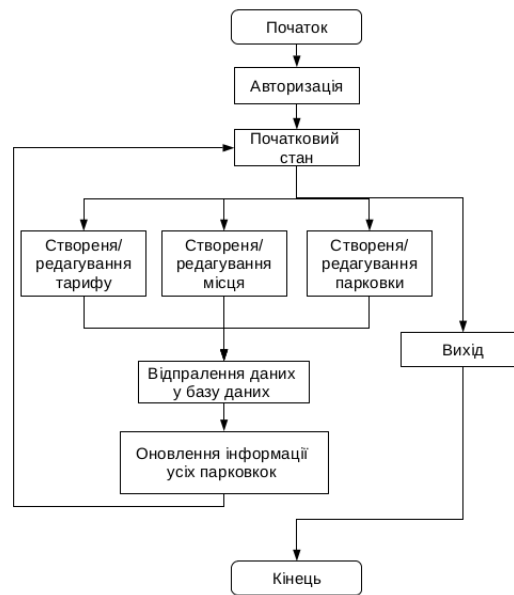 Початок
Авторизація
Початковий
стан
Створеня/
редагування
тарифу
Створеня/
редагування
місця
Створеня/
редагування
парковки
Вихід
Відпралення даних
у базу даних
Оновлення інформації
усіх парковкок
Кінець